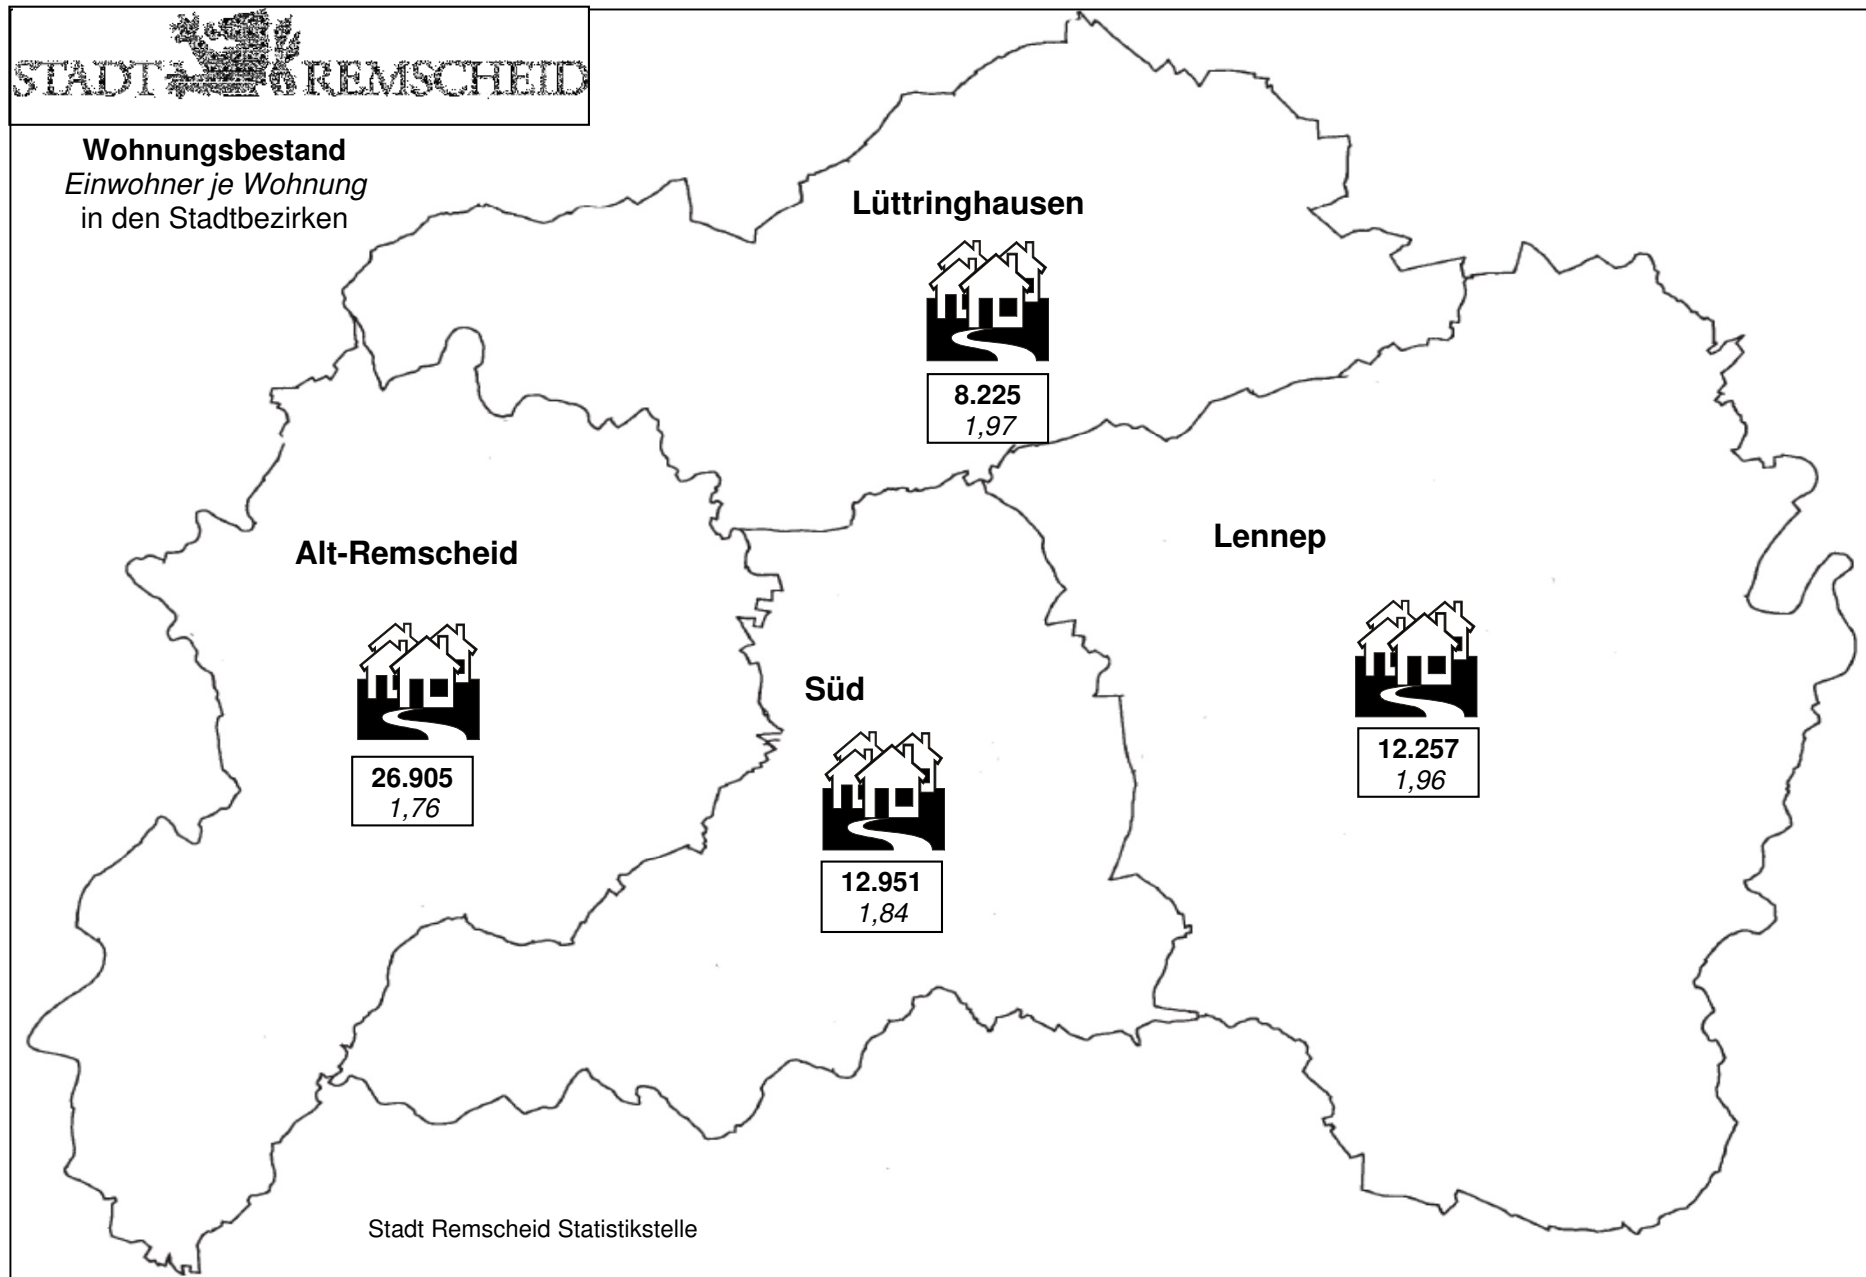 STADT REMSCHEID
Wohnungsbestand
Einwohner je Wohnung
in den Stadtbezirken
Lüttringhausen
8.225
1,97
Alt-Remscheid
26.905
1,76
Süd
12.951
1,84
Lennep
12.257
1,96
Stadt Remscheid Statistikstelle